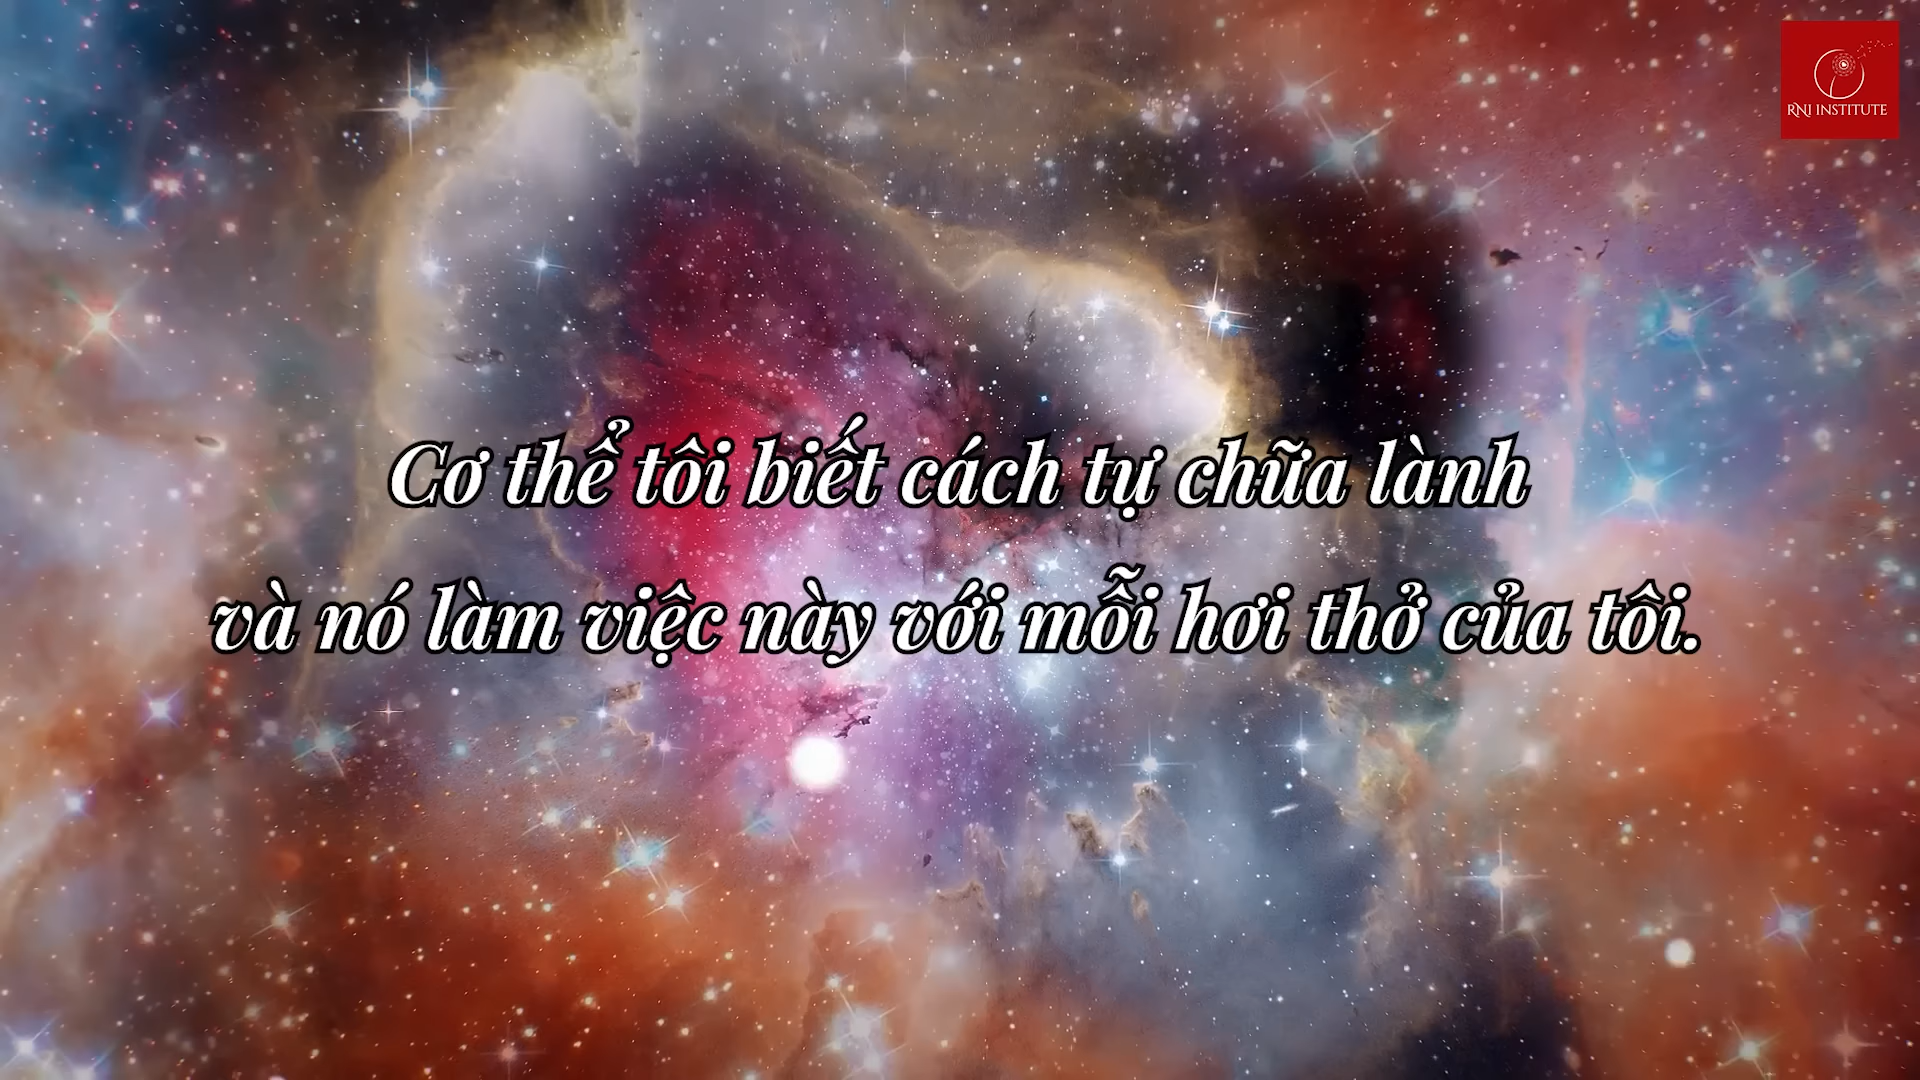 RNI INSTITUTE
Cơ thể tôi biết cách tự chữa lành
và nó làm việc này với mỗi hơi thở của tôi.